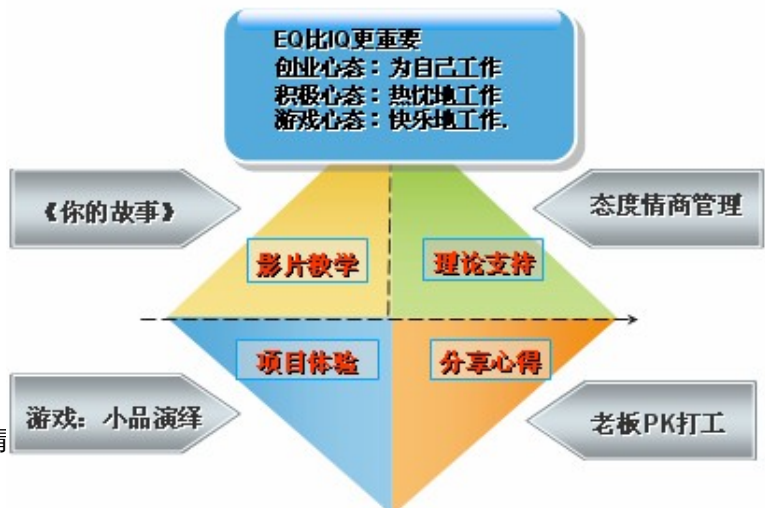 EQ比IQ更重要
创业心态：为自己工作
积极心态：热忱地工作
游戏心态：快乐地工作.
《你的故事》
态度情商管理
影片教学
理论支持
项目体验
分享心得
游戏：小品演绎
老板PK打工